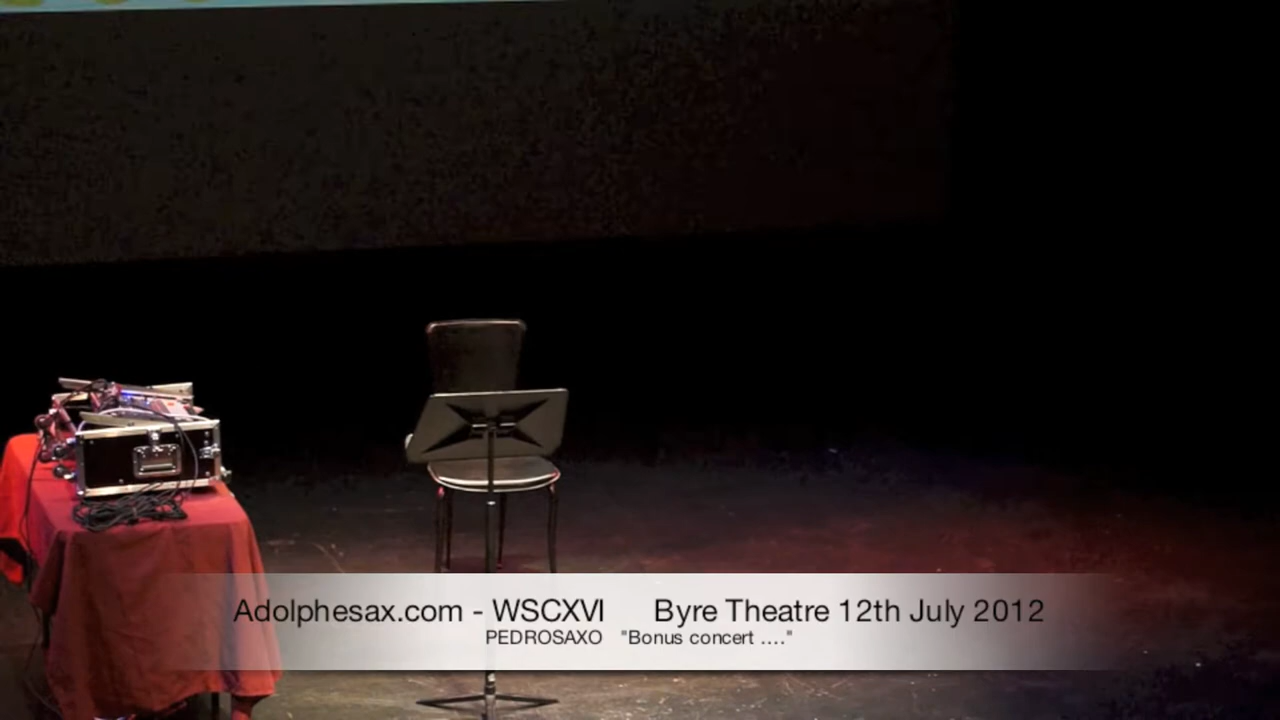 Adolphesax.com - WSCXVI Byre Theatre 12th July 2012
PEDROSAXO "Bonus concert ...."